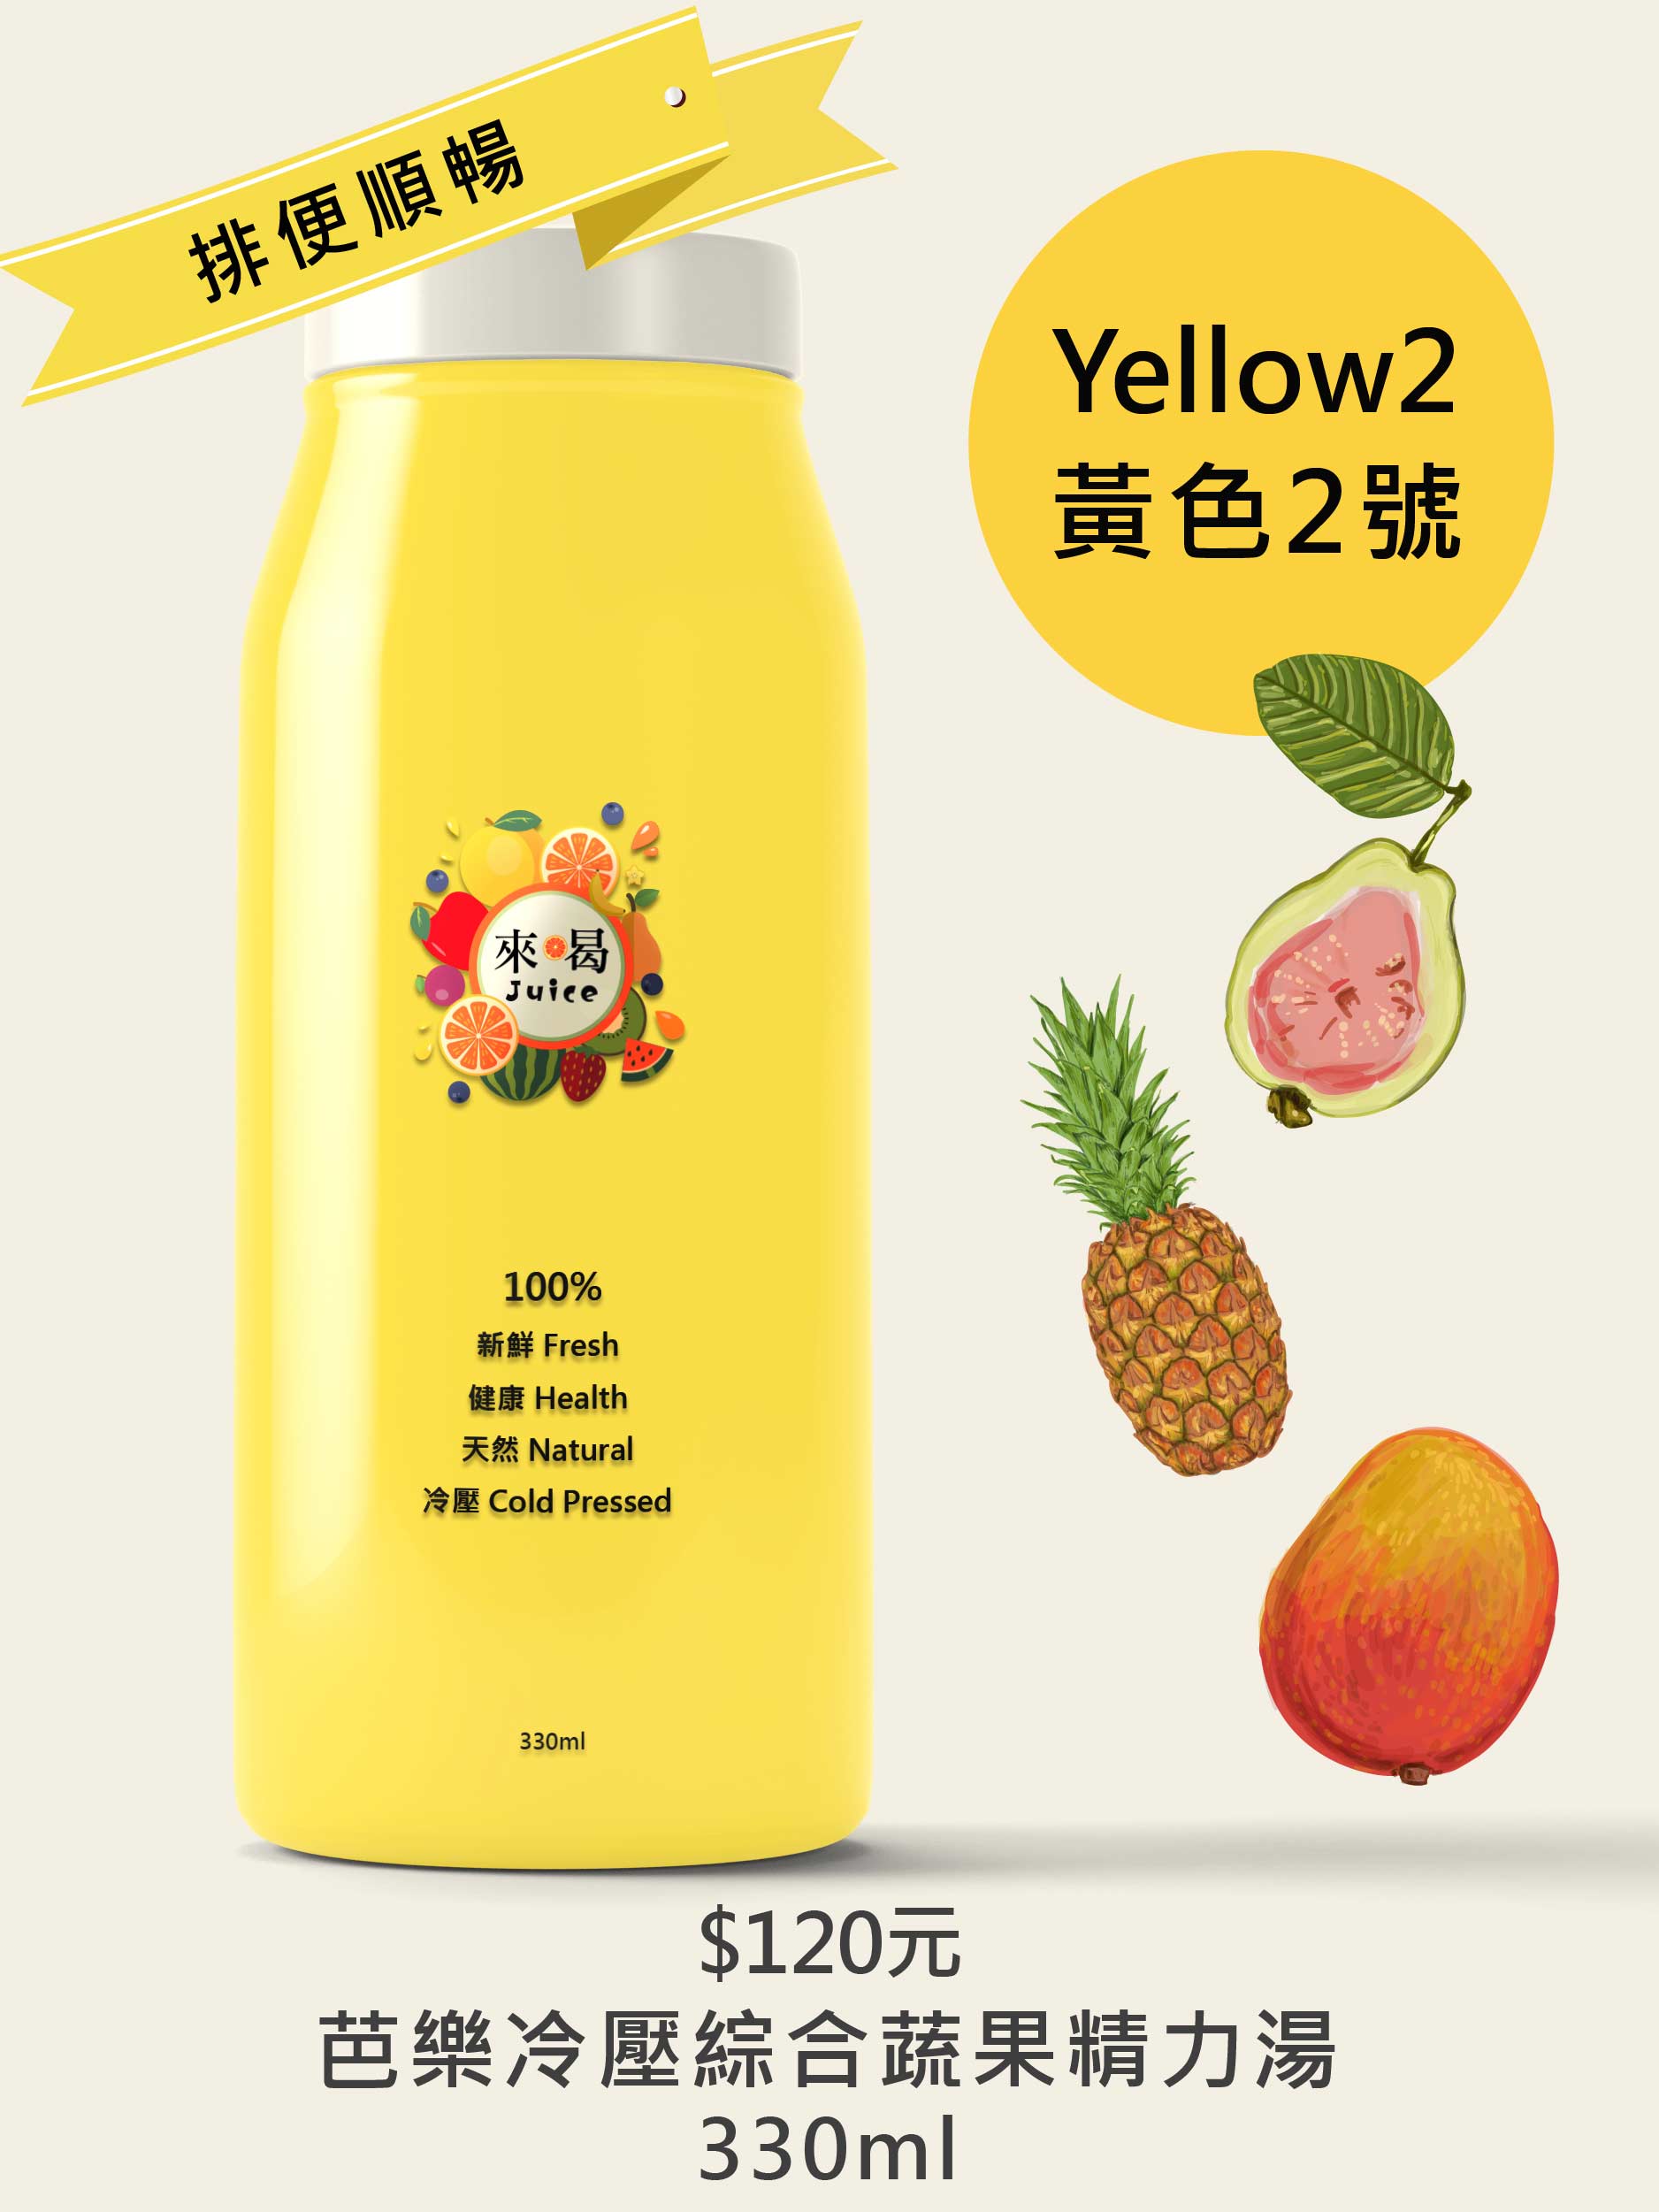 排便順暢
Yellow2
黃色2號
來曷
Juice
100%
新鮮 Fresh
健康 Health
天然 Natural
冷壓 Cold Pressed
330ml
$120元
芭樂冷壓綜合蔬果精力湯
330ml